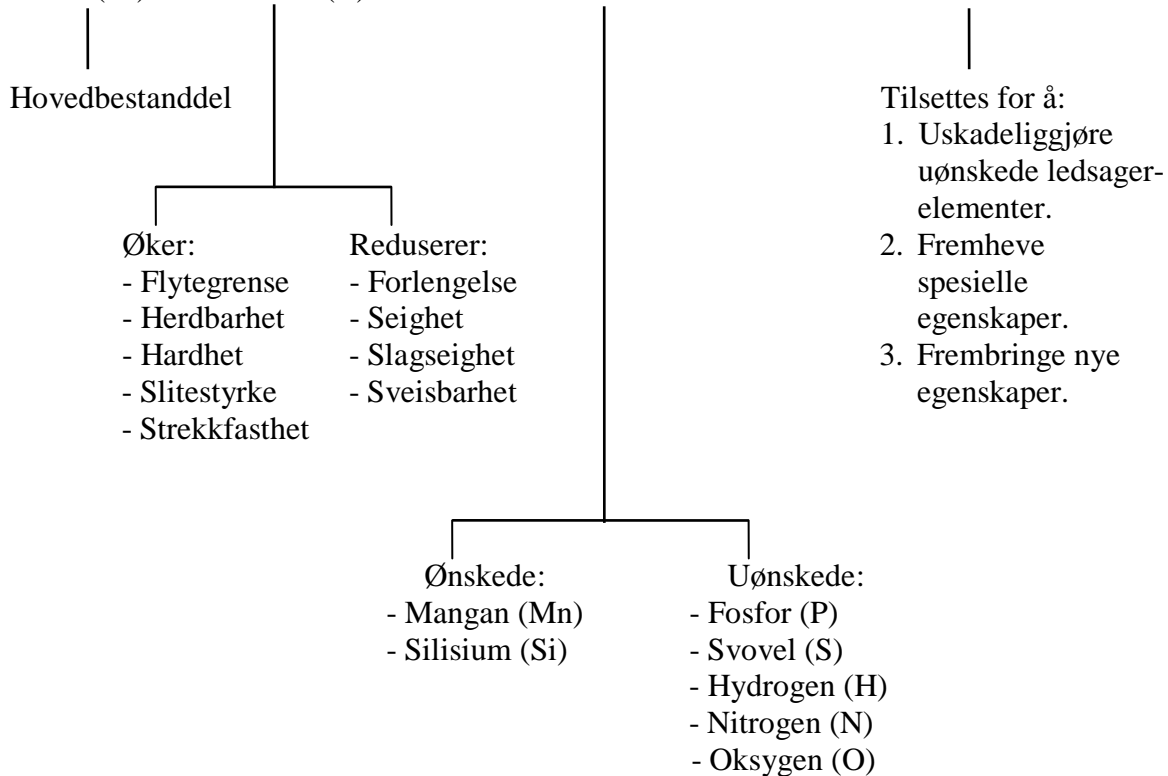 Hovedbestanddel
Tilsettes for å:
1. Uskadeliggjøre
uønskede ledsager-
elementer.
2. Fremheve
spesielle
egenskaper.
3. Frembringe nye
egenskaper.
Øker:
- Flytegrense
- Herdbarhet
- Hardhet
- Slitestyrke
- Strekkfasthet
Reduserer:
- Forlengelse
- Seighet
- Slagseighet
- Sveisbarhet
Ønskede:
- Mangan (Mn)
- Silisium (Si)
Uønskede:
- Fosfor (P)
- Svovel (S)
- Hydrogen (H)
- Nitrogen (N)
- Oksygen (O)